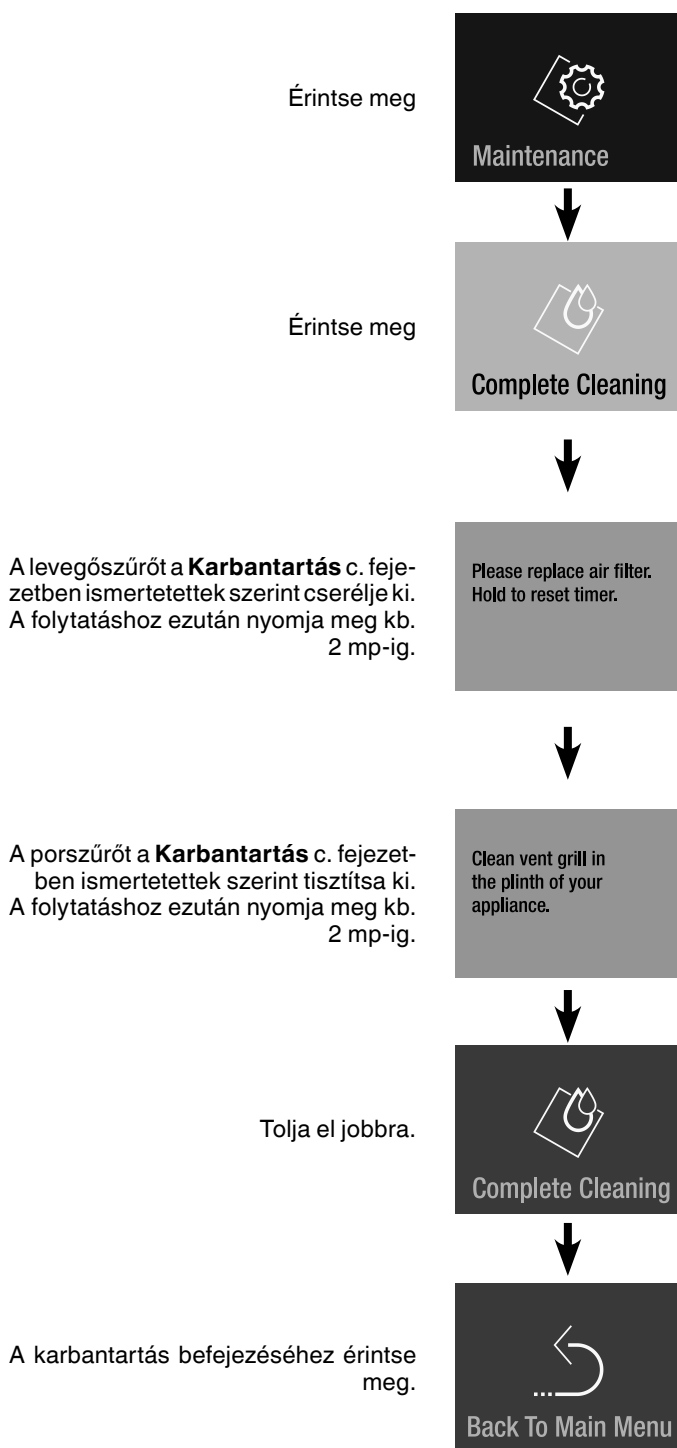 Érintse meg
Maintenance
Érintse meg
Complete Cleaning
A levegőszűrőt a Karbantartás c. feje-
zetben ismertetettek szerint cserélje ki.
A folytatáshoz ezután nyomja meg kb.
2 mp-ig.
Please replace air filter.
Hold to reset timer.
A porszűrőt a Karbantartás c. fejezet-
ben ismertetettek szerint tisztítsa ki.
A folytatáshoz ezután nyomja meg kb.
2 mp-ig.
Clean vent grill in
the plinth of your
appliance.
Tolja el jobbra.
Complete Cleaning
A karbantartás befejezéséhez érintse
meg.
Back To Main Menu